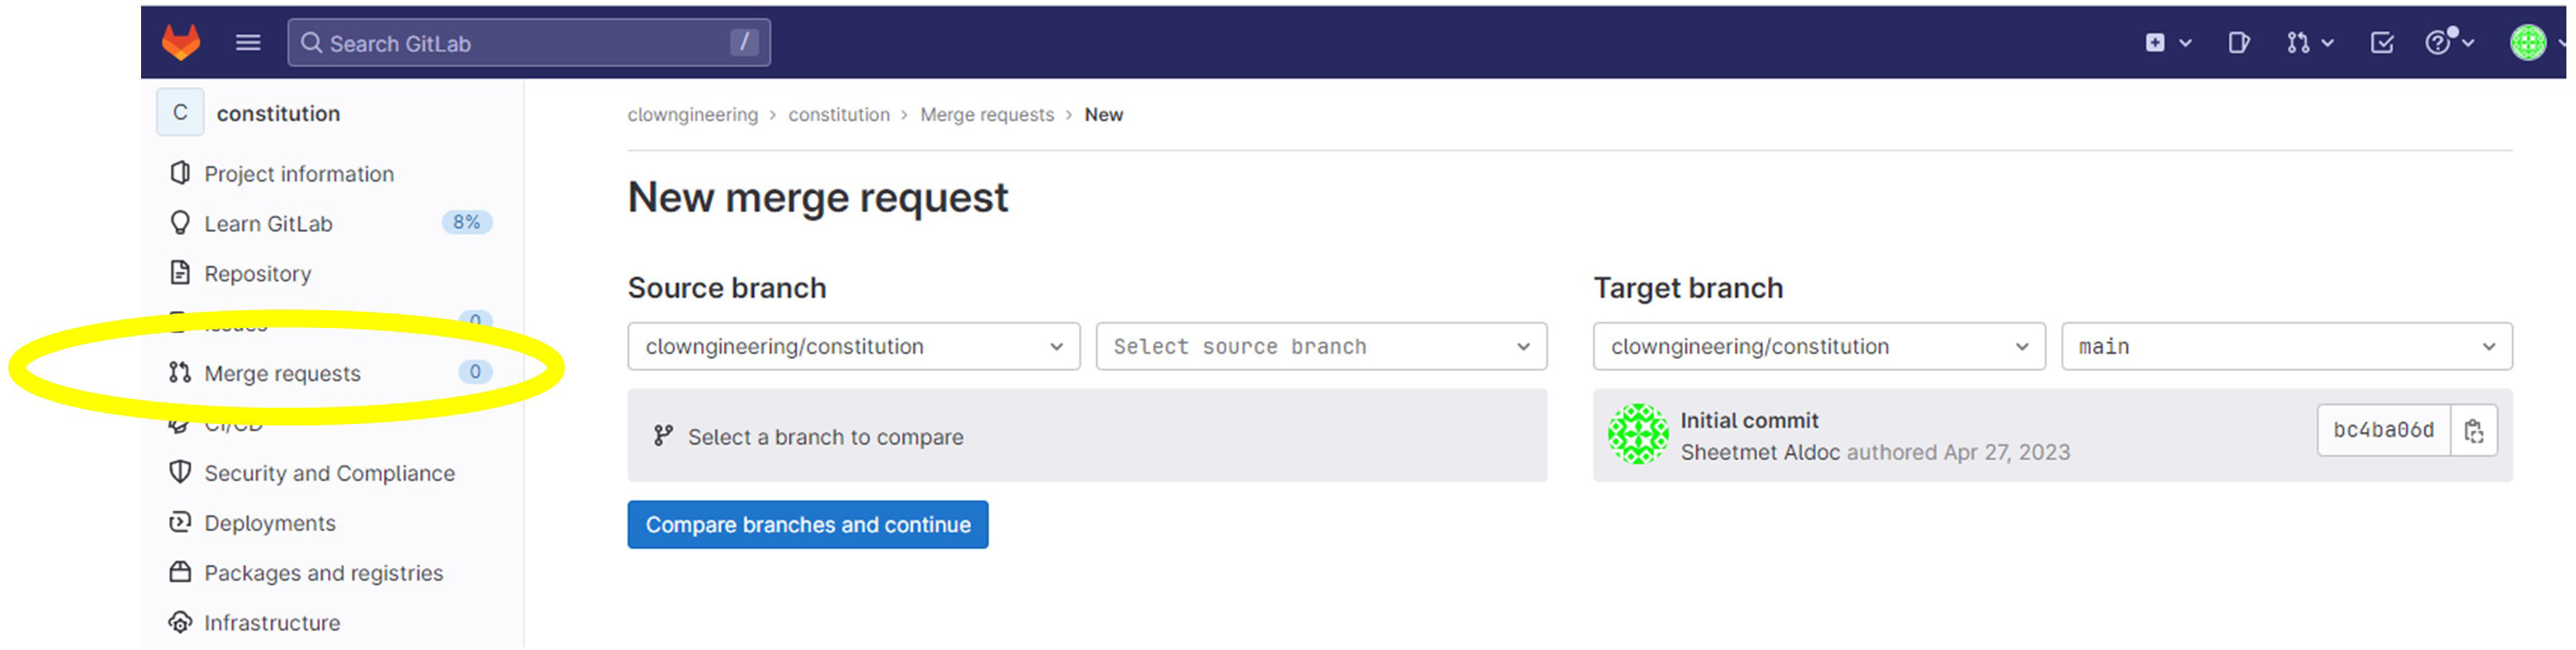 Search GitLab /
C constitution
Project information
Learn GitLab 8%
Repository
Issues 0
Merge requests 0
CI/CD
Security and Compliance
Deployments
Packages and registries
Infrastructure
clowngineering > constitution > Merge requests > New
New merge request
Source branch
clowngineering/constitution Select source branch
Select a branch to compare
Compare branches and continue
Target branch
clowngineering/constitution main
Initial commit
Sheetmet Aldoc authored Apr 27, 2023
bc4ba06d